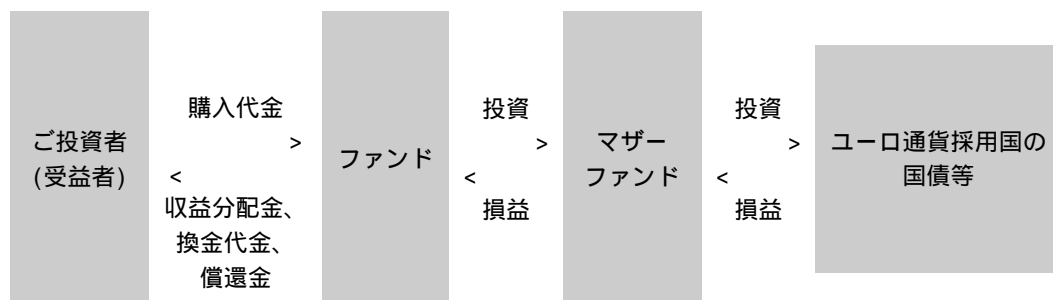 ご投資者
(受益者)
購入代金
>
<
収益分配金、
換金代金、
償還金
ファンド
投資
>
<
損益
マザー
ファンド
投資
>
<
損益
ユーロ通貨採用国の
国債等